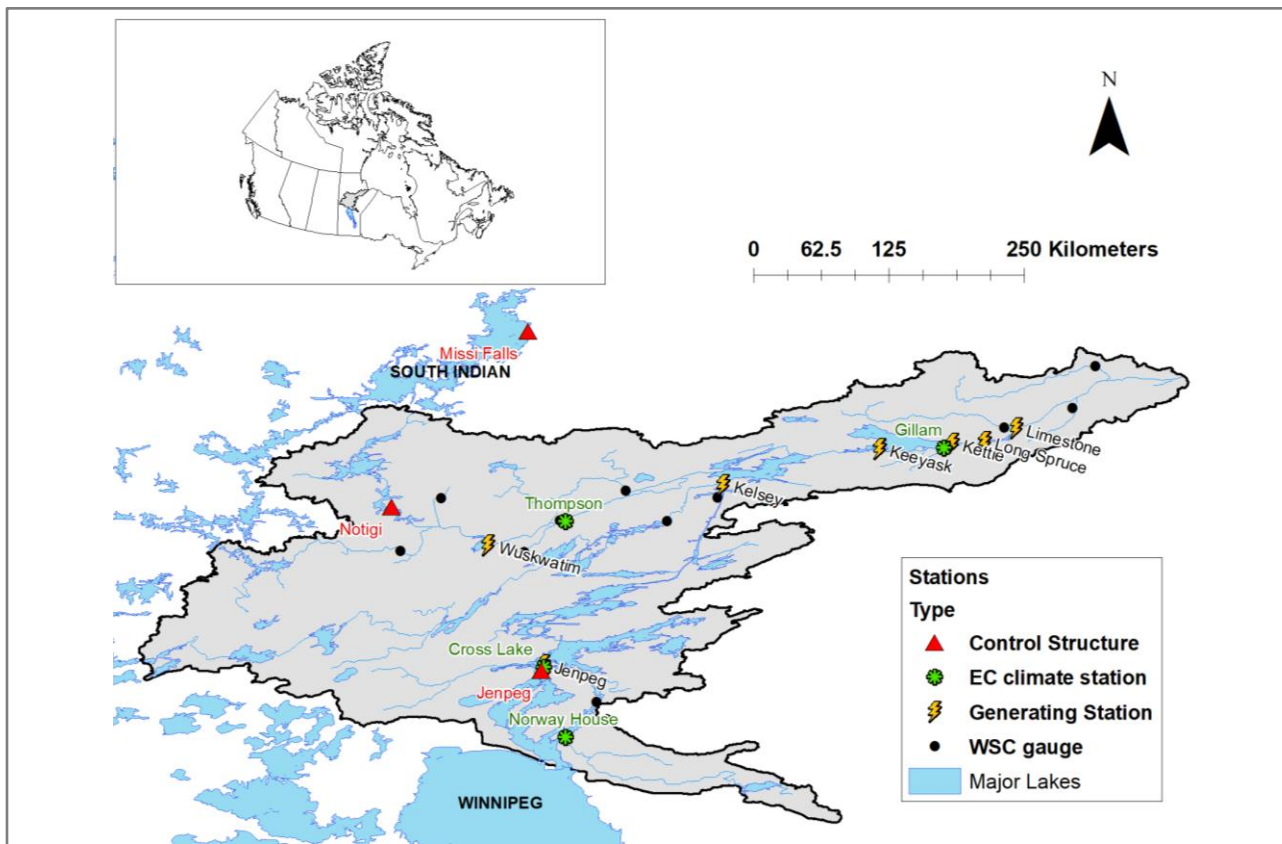 N
0 62.5 125 250 Kilometers
Missi Falls
SOUTH INDIAN
Gillam
Limestone
Long Spruce
Kettle
Keeyask
Kelsey
Thompson
Notigi
Wuskwatim
Cross Lake
Jenpeg
Jenpeg
Norway House
WINNIPEG
Stations
Type
Control Structure
EC climate station
Generating Station
WSC gauge
Major Lakes